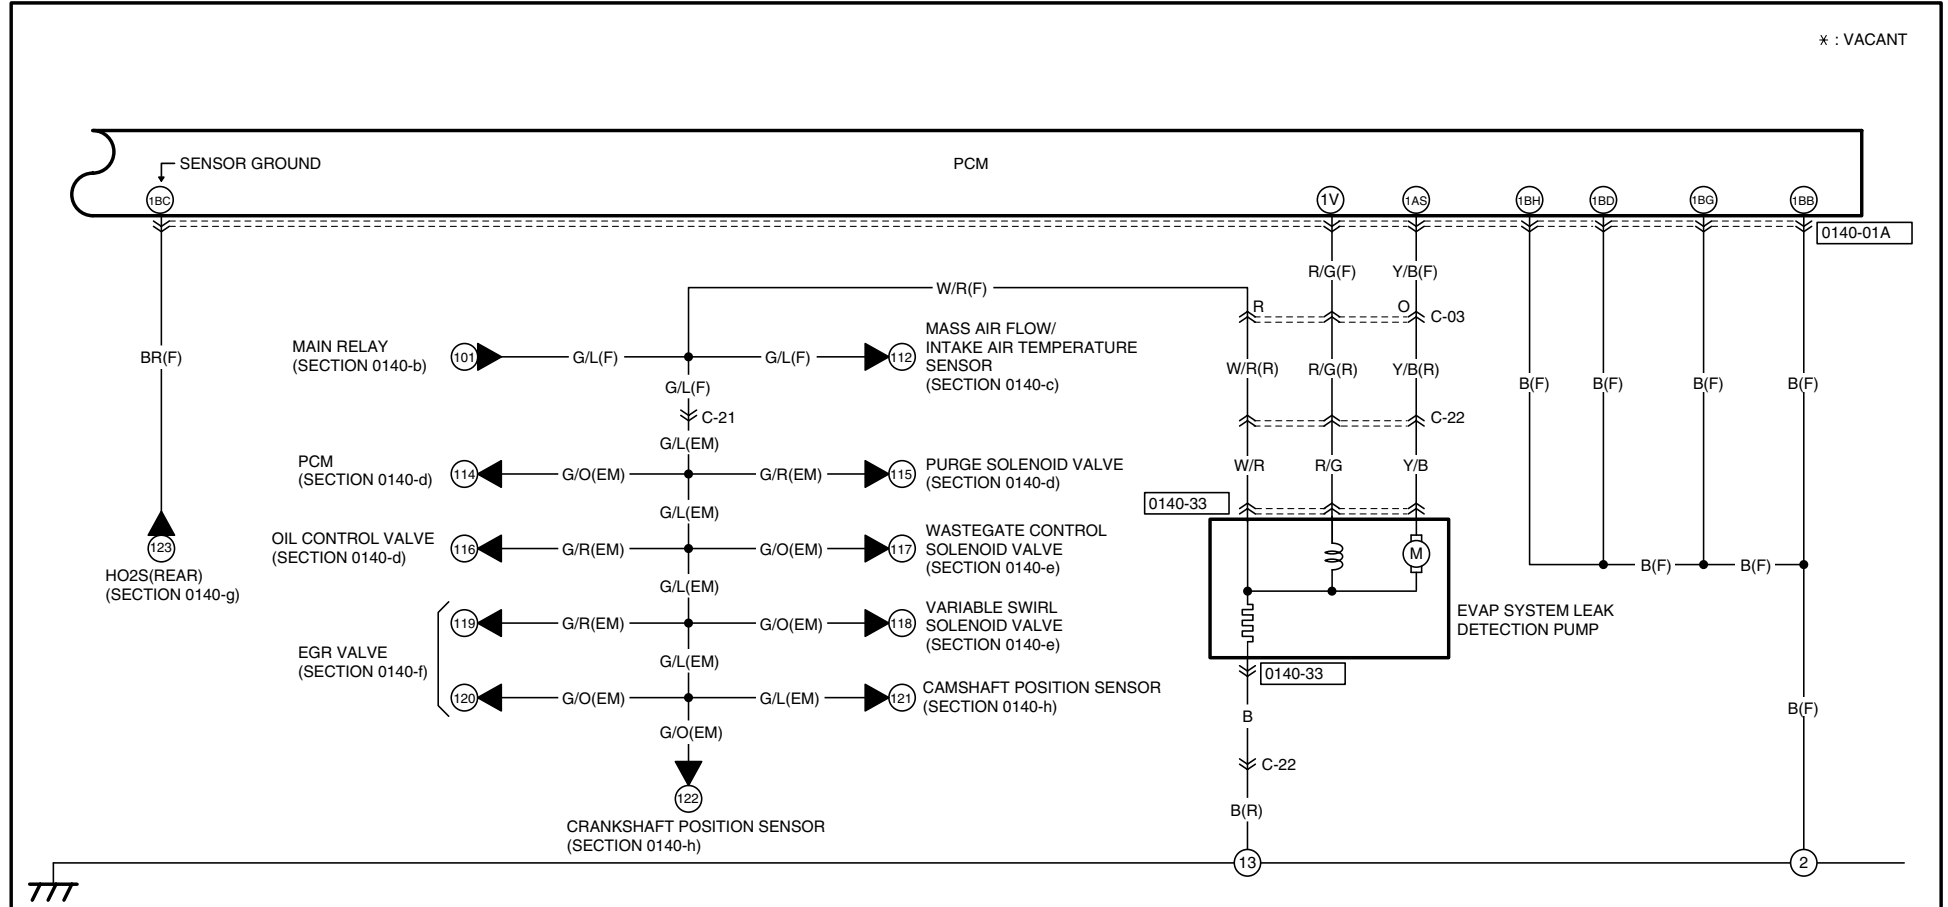 * : VACANT
SENSOR GROUND
PCM
1BC
1V
1AS
1BH
1BD
1BG
1BB
0140-01A
R/G(F)
Y/B(F)
W/R(F)
R
O
C-03
BR(F)
MAIN RELAY
(SECTION 0140-b)
101
G/L(F)
G/L(F)
112
MASS AIR FLOW/
INTAKE AIR TEMPERATURE
SENSOR
(SECTION 0140-c)
W/R(R)
R/G(R)
Y/B(R)
B(F)
B(F)
B(F)
B(F)
G/L(F)
C-21
C-22
G/L(EM)
PCM
(SECTION 0140-d)
114
G/O(EM)
G/R(EM)
115
PURGE SOLENOID VALVE
(SECTION 0140-d)
W/R
R/G
Y/B
0140-33
G/L(EM)
OIL CONTROL VALVE
(SECTION 0140-d)
116
G/R(EM)
G/O(EM)
117
WASTEGATE CONTROL
SOLENOID VALVE
(SECTION 0140-e)
M
B(F)
B(F)
123
HO2S(REAR)
(SECTION 0140-g)
G/L(EM)
EGR VALVE
(SECTION 0140-f)
119
G/R(EM)
G/O(EM)
118
VARIABLE SWIRL
SOLENOID VALVE
(SECTION 0140-e)
EVAP SYSTEM LEAK
DETECTION PUMP
G/L(EM)
0140-33
120
G/O(EM)
G/L(EM)
121
CAMSHAFT POSITION SENSOR
(SECTION 0140-h)
B
B(F)
G/O(EM)
C-22
122
CRANKSHAFT POSITION SENSOR
(SECTION 0140-h)
B(R)
13
2